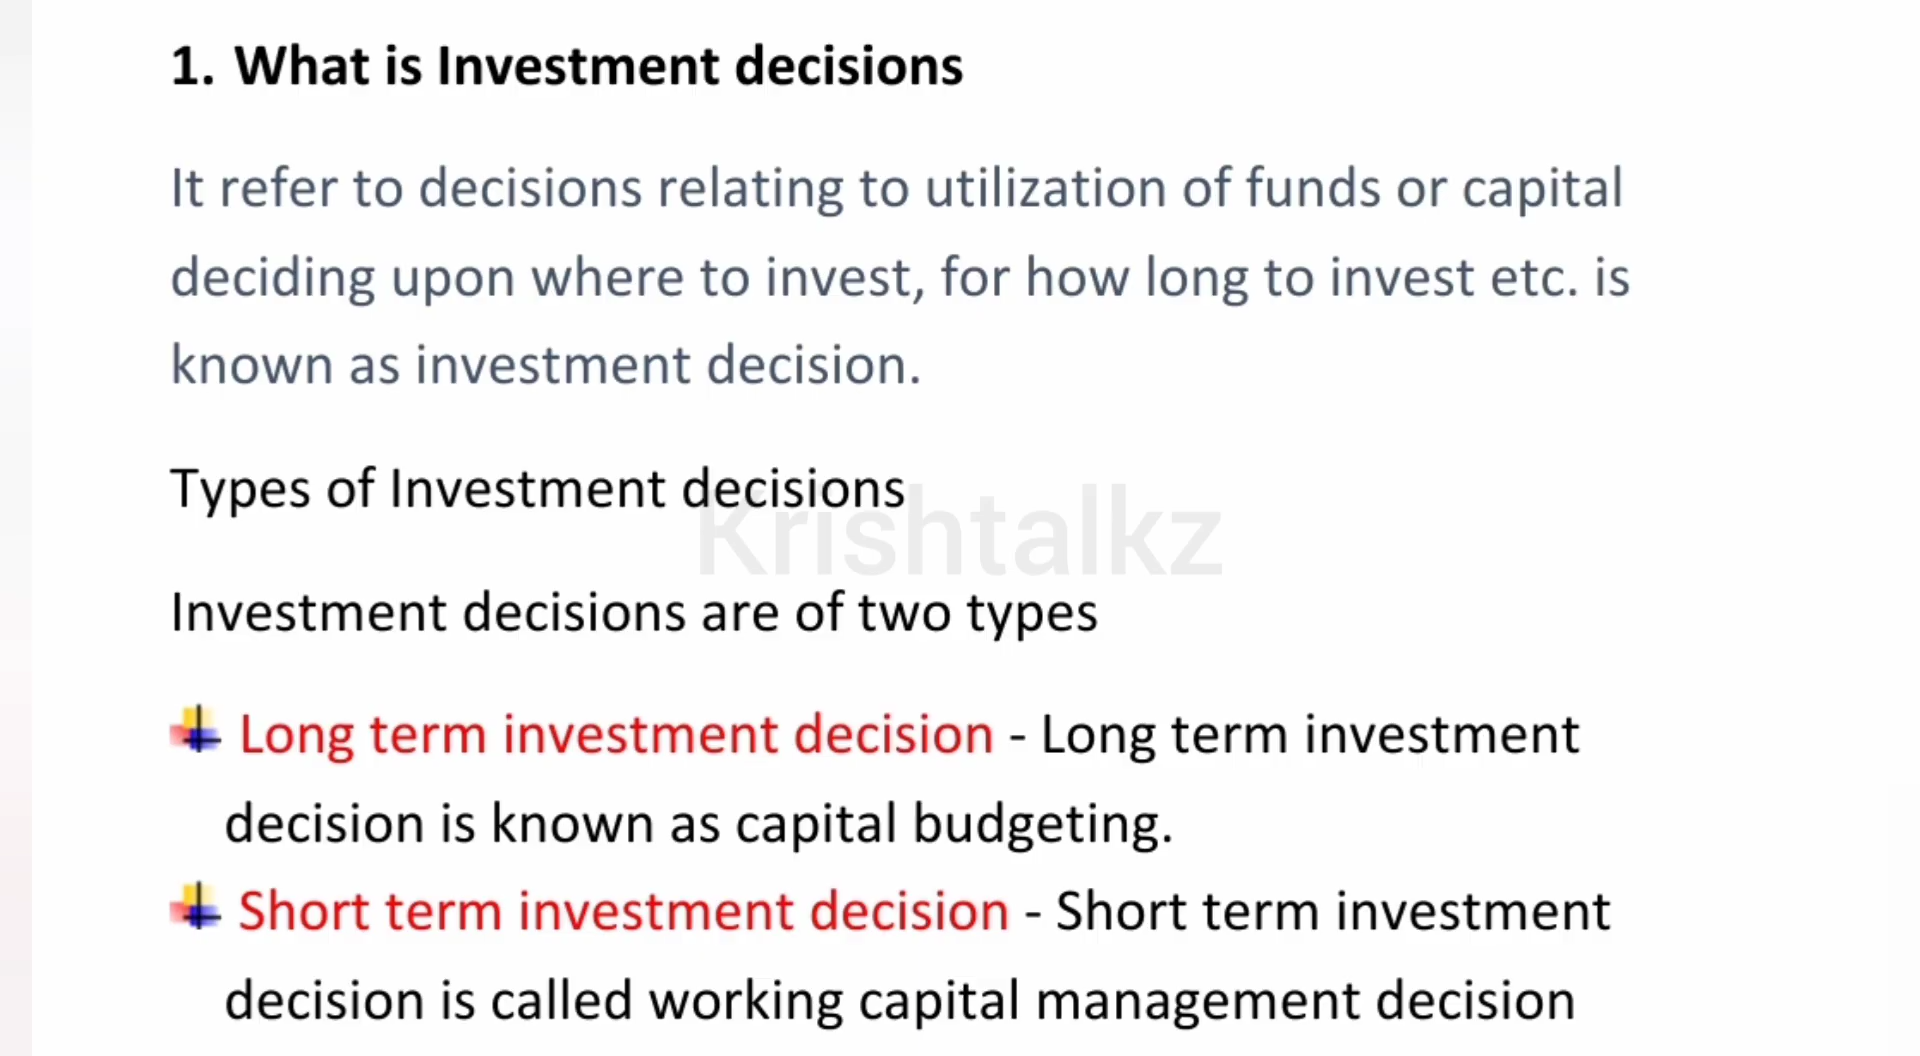 1. What is Investment decisions
It refer to decisions relating to utilization of funds or capital
deciding upon where to invest, for how long to invest etc. is
known as investment decision.
Types of Investment decisions
Krishtalkz
Investment decisions are of two types
Long term investment decision - Long term investment
decision is known as capital budgeting.
Short term investment decision - Short term investment
decision is called working capital management decision